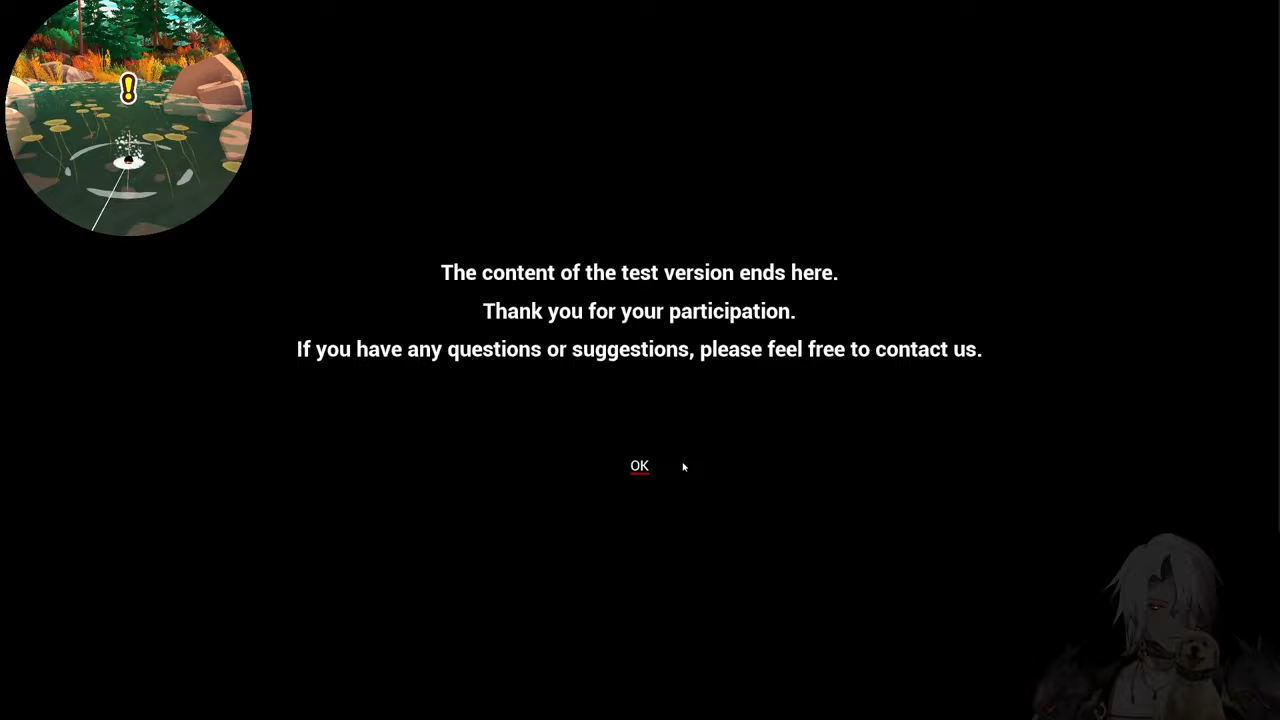 The content of the test version ends here.
Thank you for your participation.
If you have any questions or suggestions, please feel free to contact us.
OK